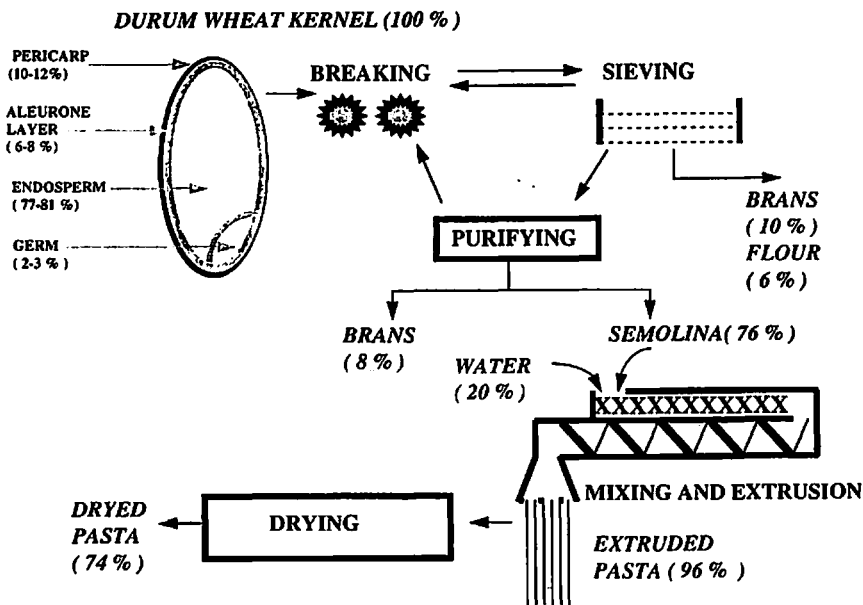 DURUM WHEAT KERNEL (100 %)
PERICARP
(10-12%)
ALEURONE
LAYER
( 6-8 %)
ENDOSPERM
( 77-81 %)
GERM
( 2-3 % )
BREAKING
SIEVING
BRANS
(10 %)
FLOUR
( 6 % )
PURIFYING
BRANS
( 8 % )
SEMOLINA( 76 % )
WATER
( 20 % )
XXXXXXXXXXX
MIXING AND EXTRUSION
EXTRUDED
PASTA ( 96 % )
DRYING
DRYED
PASTA
( 74 % )